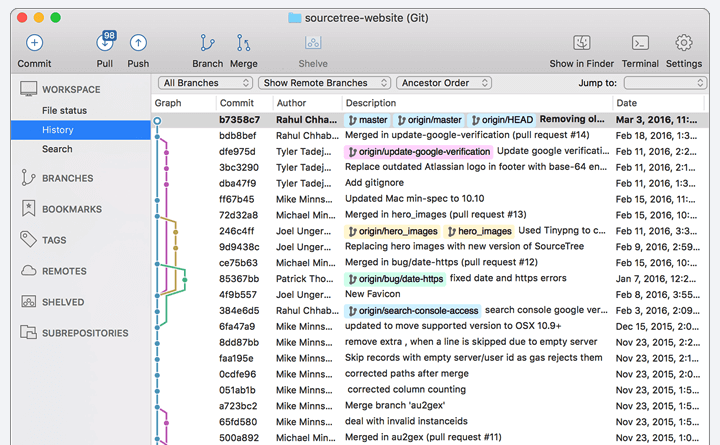 sourcetree-website (Git)
98
Commit Pull Push Branch Merge Shelve Show in Finder Terminal Settings
All Branches Show Remote Branches Ancestor Order Jump to:
WORKSPACE
File status
History
Search
BRANCHES
BOOKMARKS
TAGS
REMOTES
SHELVED
SUBREPOSITORIES
Graph Commit Author Description Date
b7358c7 Rahul Chha... master origin/master origin/HEAD Removing ol... Mar 3, 2016, 11:...
bdb8bef Rahul Chhab... Merged in update-google-verification (pull request #14) Feb 18, 2016, 1:3...
dfe975d Tyler Tadej... origin/update-google-verification Update google verificati... Feb 11, 2016, 2:2...
3bc3290 Tyler Tadej... Replace outdated Atlassian logo in footer with base-64 en... Feb 11, 2016, 2:1...
dba47f9 Tyler Tadej... Add gitignore Feb 11, 2016, 1:3...
ff67b45 Mike Minns... Updated Mac min-spec to 10.10 Feb 15, 2016, 11:...
72d32a8 Michael Min... Merged in hero_images (pull request #13) Feb 15, 2016, 10:...
246c4ff Joel Unger... origin/hero_images hero_images Used Tinypng to c... Feb 11, 2016, 3:3...
9d9438c Joel Unger... Replacing hero images with new version of SourceTree Feb 9, 2016, 2:59...
ce75b63 Michael Min... Merged in bug/date-https (pull request #12) Feb 15, 2016, 10:...
85367bb Patrick Tho... origin/bug/date-https fixed date and https errors Jan 7, 2016, 12:2...
4f9b557 Joel Unger... New Favicon Feb 8, 2016, 3:55...
384e6d5 Rahul Chhab... origin/search-console-access search console google ver... Feb 3, 2016, 2:09...
6fa47a9 Mike Minns... updated to move supported version to OSX 10.9+ Dec 15, 2015, 2:0...
8dd87bb Mike Minns... remove extra , when a line is skipped due to empty server Nov 23, 2015, 2:2...
faa195e Mike Minns... Skip records with empty server/user id as gas rejects them Nov 23, 2015, 2:1...
0cdfe96 Mike Minns... corrected paths after merge Nov 23, 2015, 2:0...
051ab1b Mike Minns... corrected column counting Nov 23, 2015, 1:5...
a723bc2 Mike Minns... Merge branch 'au2gex' Nov 23, 2015, 1:5...
65fd580 Mike Minns... deal with invalid instanceids Nov 23, 2015, 1:5...
500a892 Michael Min... Merged in au2gex (pull request #11) Nov 23, 2015, 1:0...